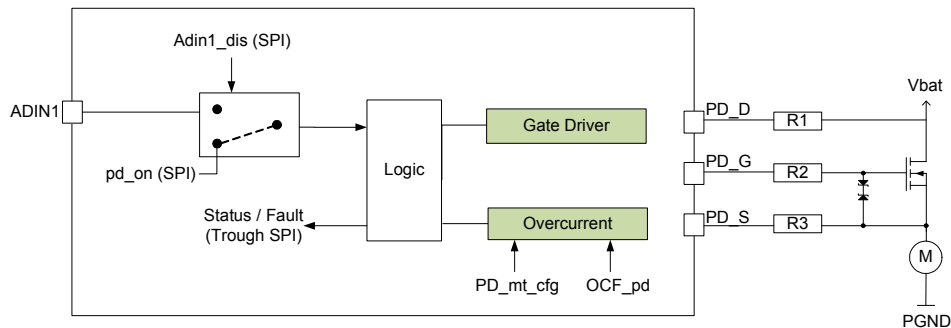 Adin1_dis (SPI)
ADIN1
pd_on (SPI)
Status / Fault
(Trough SPI)
Logic
Gate Driver
Overcurrent
PD_mt_cfg
OCF_pd
PD_D
PD_G
PD_S
R1
R2
R3
Vbat
M
PGND